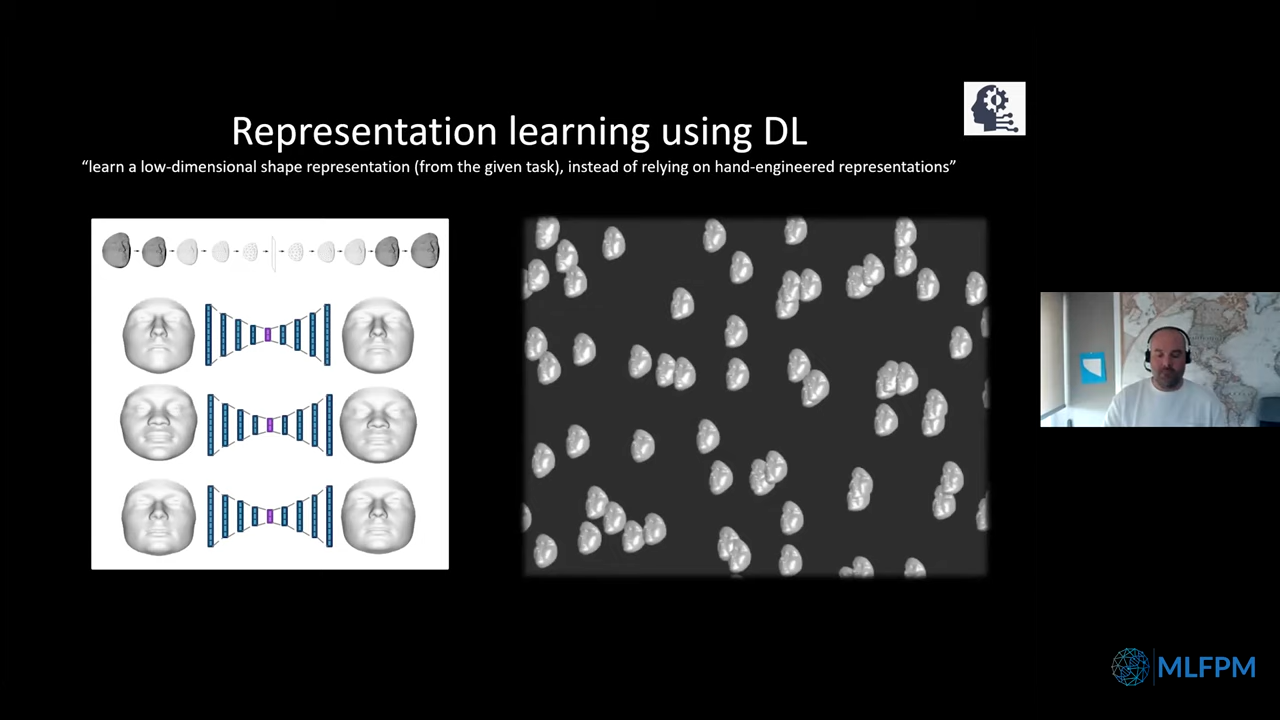 Representation learning using DL
“learn a low-dimensional shape representation (from the given task), instead of relying on hand-engineered representations”
MLFPM